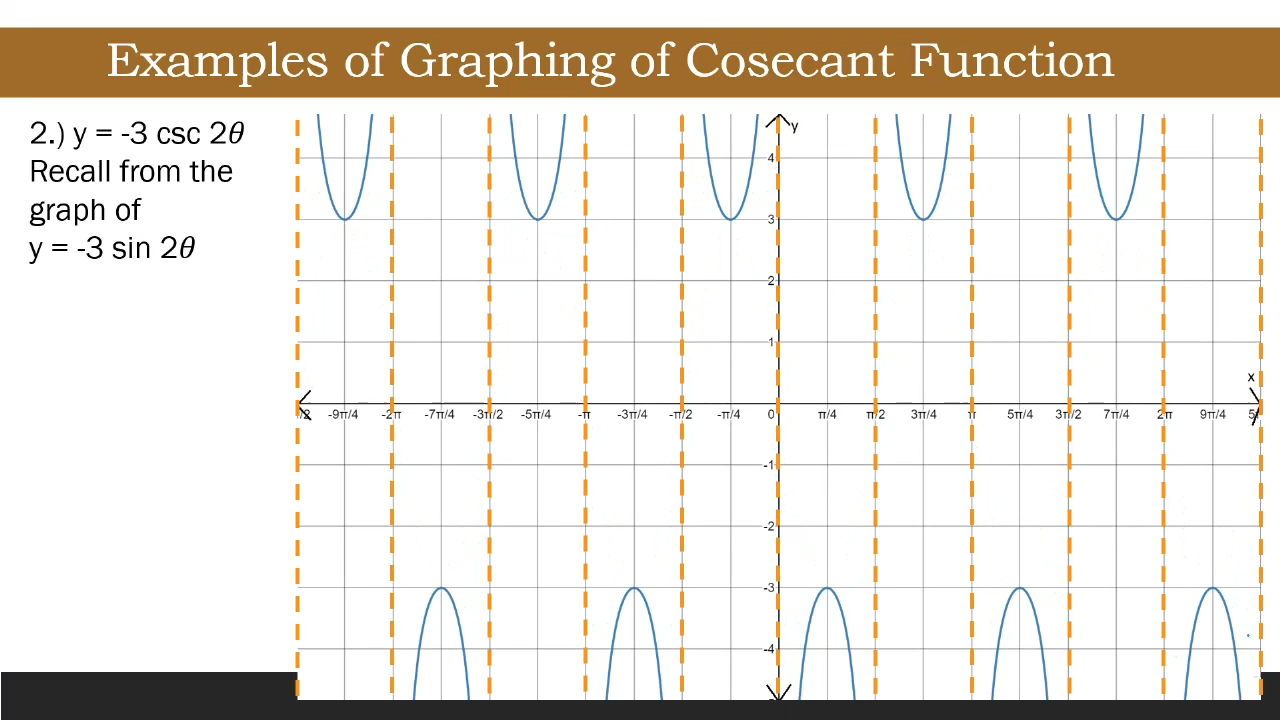 Examples of Graphing of Cosecant Function
2.) y = -3 csc 2θ
Recall from the
graph of
y = -3 sin 2θ
y
4
3
2
1
x
-9π/4 -2π -7π/4 -3π/2 -5π/4 -π -3π/4 -π/2 -π/4 0 π/4 π/2 3π/4 π 5π/4 3π/2 7π/4 2π 9π/4
-1
-2
-3
-4